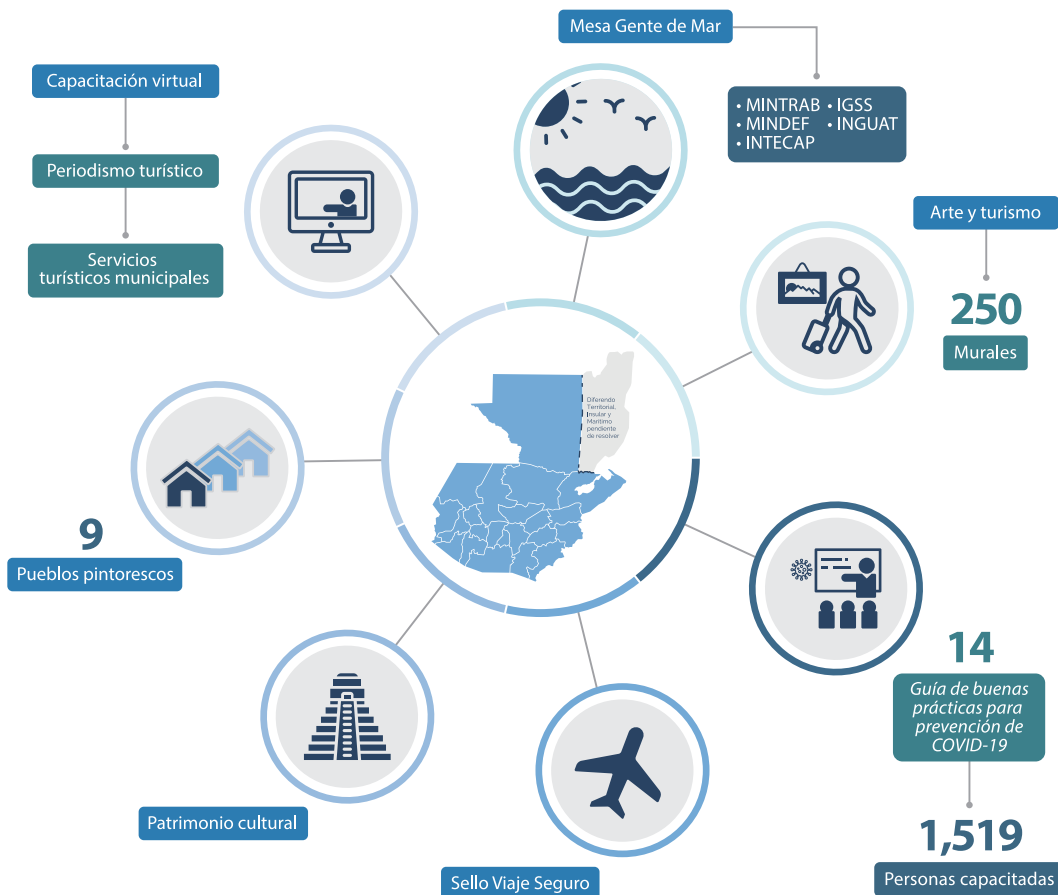 Mesa Gente de Mar
• MINTRAB • IGSS
• MINDEF • INGUAT
• INTECAP
Capacitación virtual
Periodismo turístico
Servicios
turísticos municipales
Arte y turismo
250
Murales
Diferendo
Territorial,
Insular y
Marítimo
pendiente
de resolver
9
Pueblos pintorescos
14
Guía de buenas
prácticas para
prevención de
COVID-19
1,519
Personas capacitadas
Patrimonio cultural
Sello Viaje Seguro